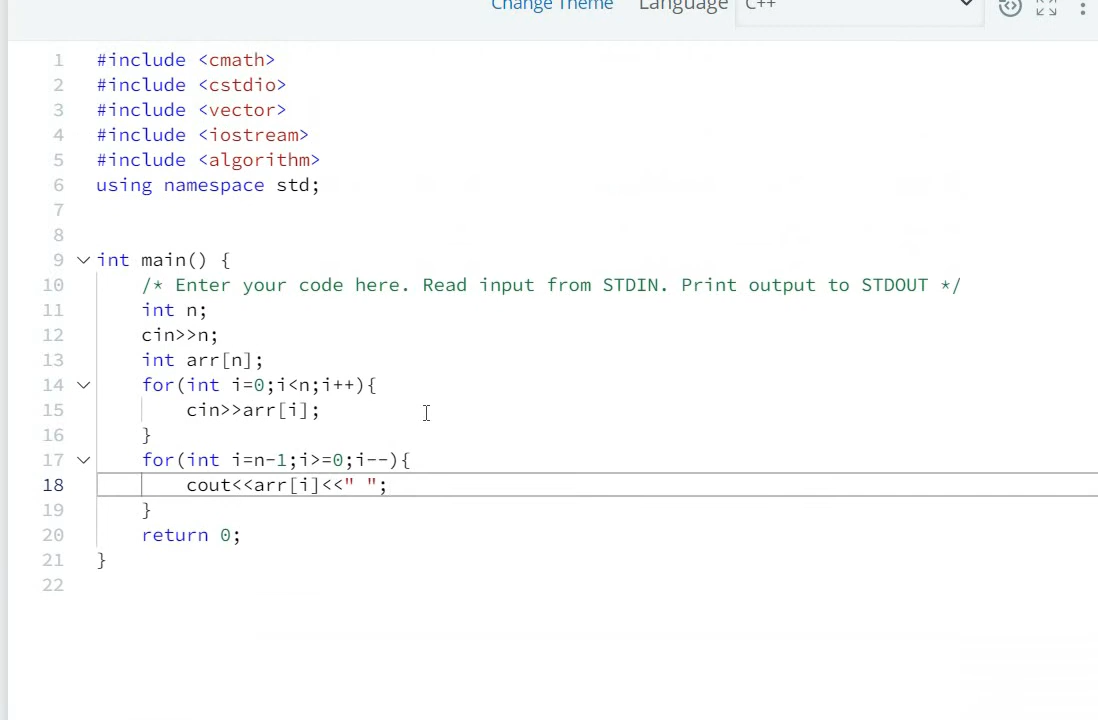 Change Theme Language C++
1 #include <cmath>
2 #include <cstdio>
3 #include <vector>
4 #include <iostream>
5 #include <algorithm>
6 using namespace std;
7
8
9 int main() {
10 /* Enter your code here. Read input from STDIN. Print output to STDOUT */
11 int n;
12 cin>>n;
13 int arr[n];
14 for(int i=0;i<n;i++){
15 cin>>arr[i];
16 }
17 for(int i=n-1;i>=0;i--){
18 cout<<arr[i]<<" ";
19 }
20 return 0;
21 }
22